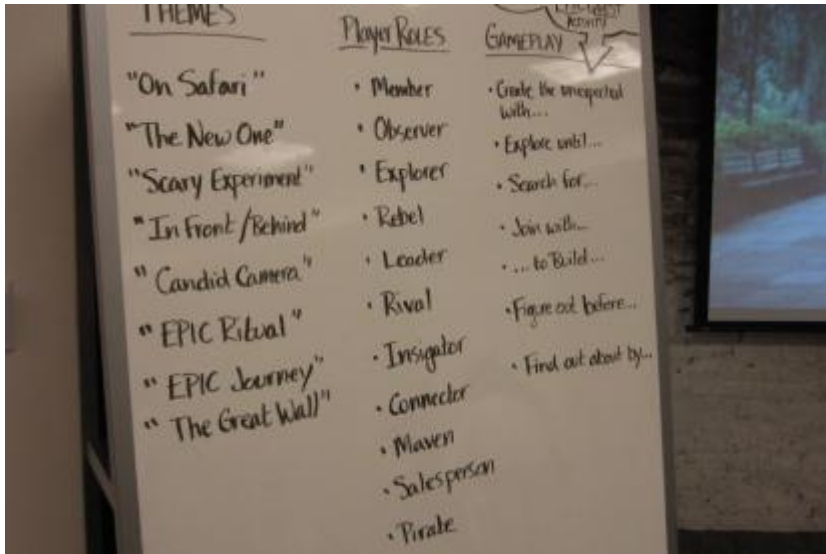 THEMES
"On Safari"
"The New One"
"Scary Experiment"
"In Front/Behind"
"Candid Camera"
"EPIC Ritual"
"EPIC Journey"
"The Great Wall"
Player ROLES
• Member
• Observer
• Explorer
• Rebel
• Leader
• Rival
• Insigator
• Connector
• Maven
• Salesperson
• Pirate
GAMEPLAY
• Create the unexpected
with...
• Explore until...
• Search for...
• Join with...
• ... to Build...
• Figure out before...
• Find out about by...